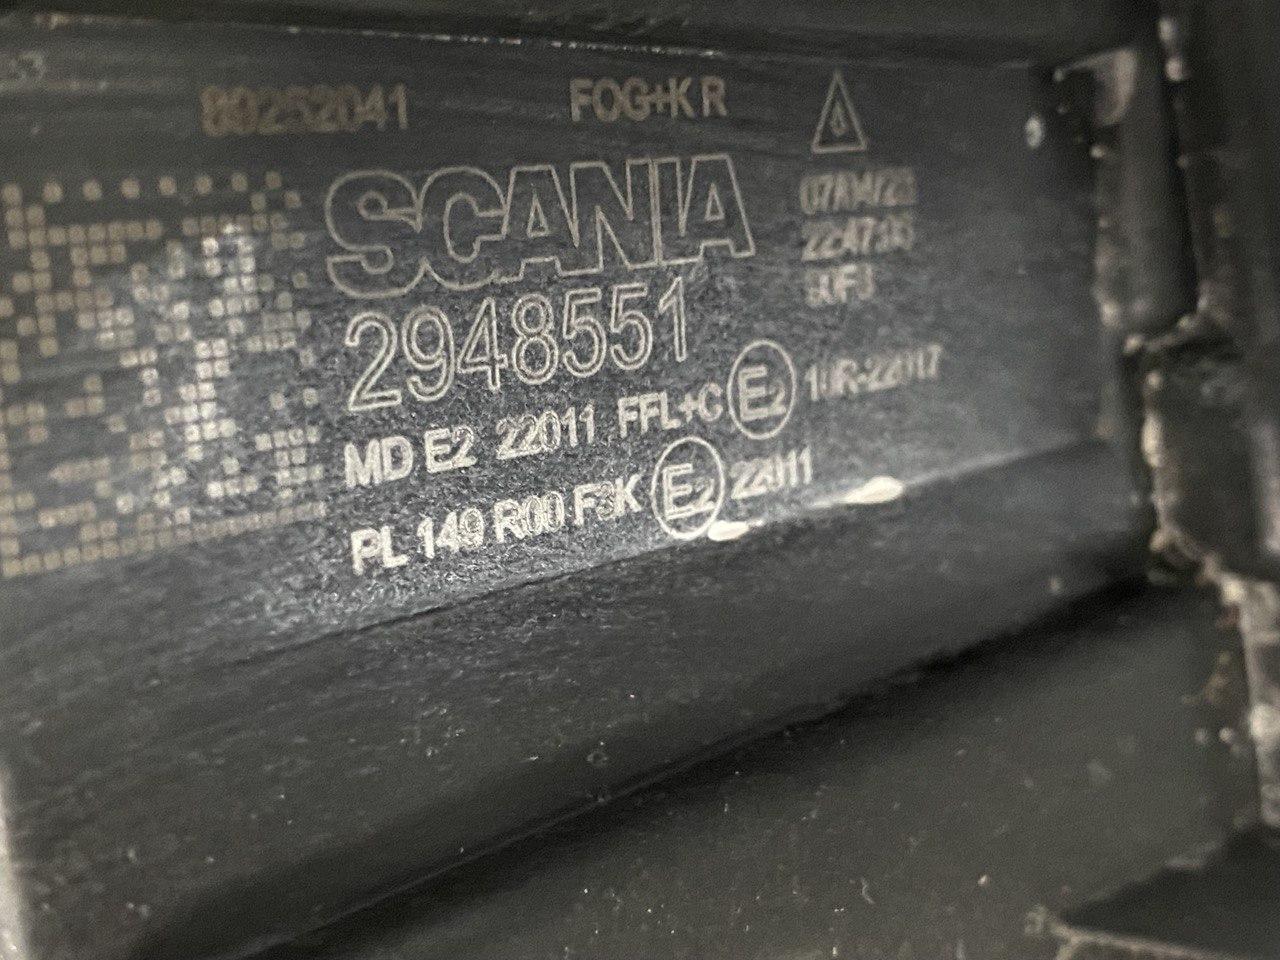 80252041
FOG+K R
SCANIA
2948551
MD E2 22011 FFL+C E2 10R-22017
PL 149 R00 F3K E2 22011